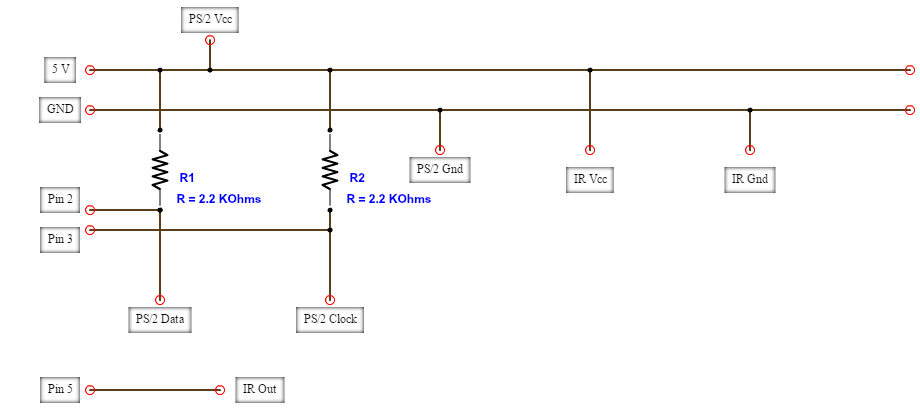 PS/2 Vcc
5 V
GND
PS/2 Gnd
IR Vcc
IR Gnd
R1
R = 2.2 KOhms
R2
R = 2.2 KOhms
Pin 2
Pin 3
PS/2 Data
PS/2 Clock
Pin 5
IR Out